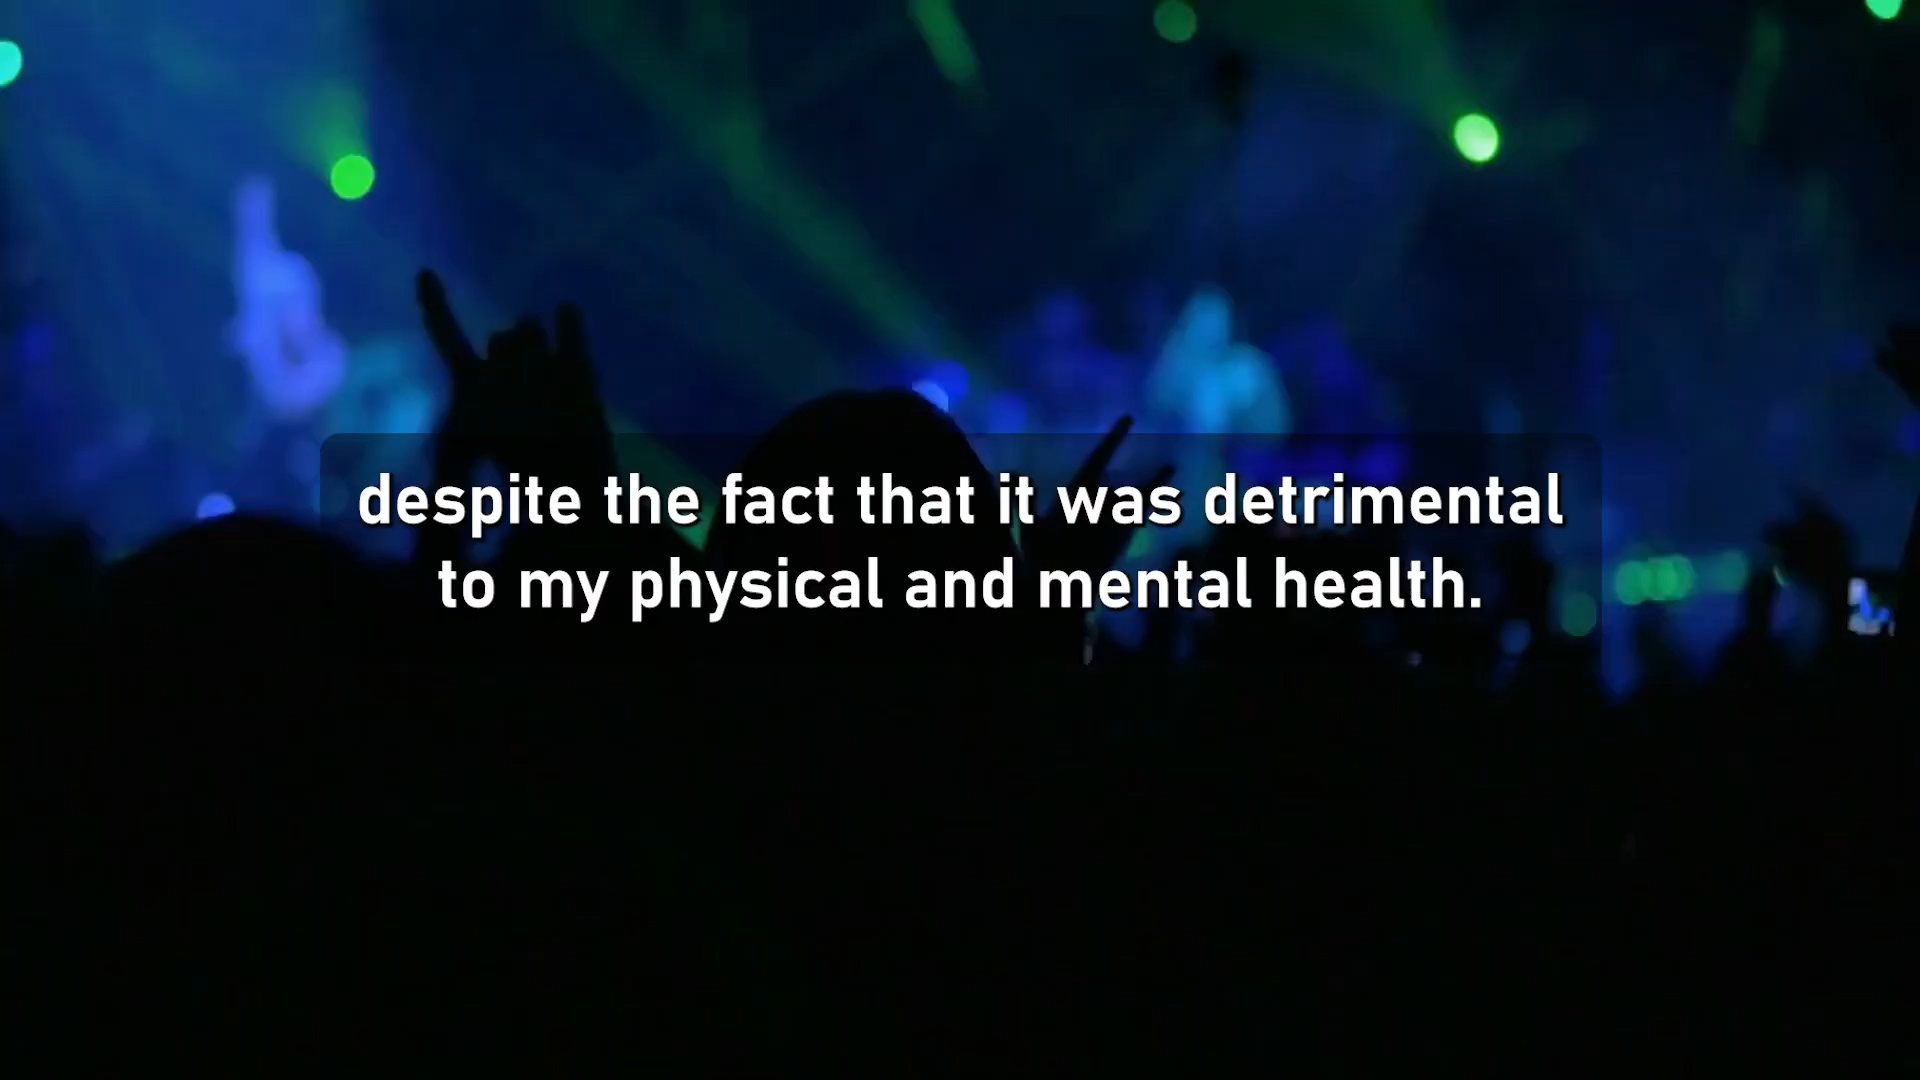 despite the fact that it was detrimental
to my physical and mental health.